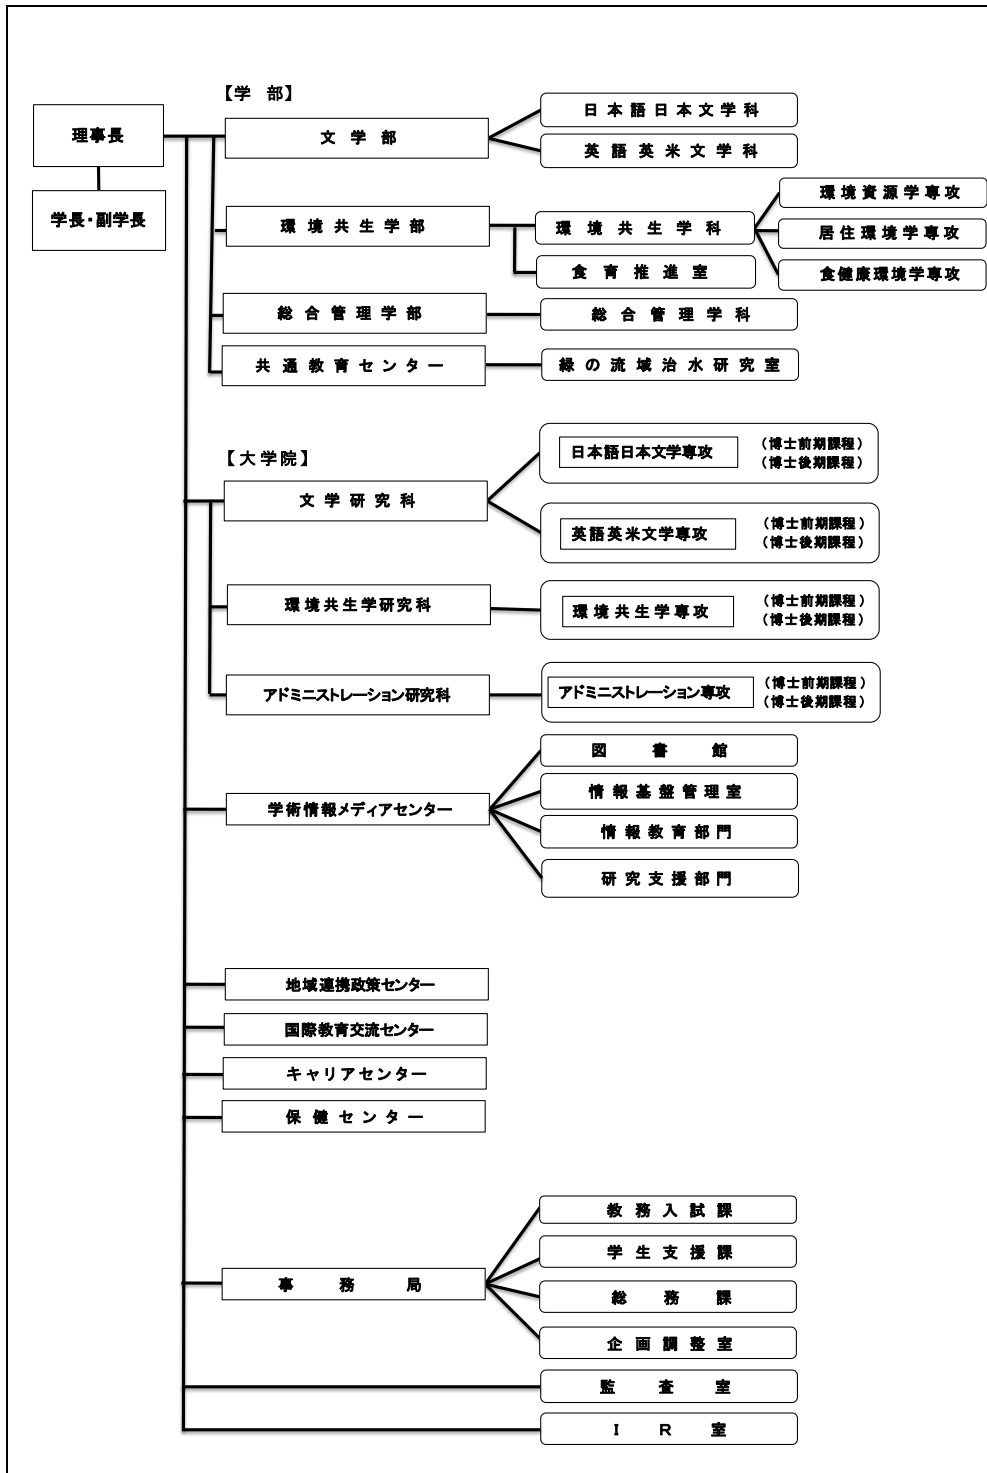 【学 部】
理事長
学長・副学長
文学部
日本語日本文学科
英語英米文学科
環境共生学部
環境共生学科
食育推進室
環境資源学専攻
居住環境学専攻
食健康環境学専攻
総合管理学部
総合管理学科
共通教育センター
緑の流域治水研究室
【大学院】
文学研究科
日本語日本文学専攻
(博士前期課程)
(博士後期課程)
英語英米文学専攻
(博士前期課程)
(博士後期課程)
環境共生学研究科
環境共生学専攻
(博士前期課程)
(博士後期課程)
アドミニストレーション研究科
アドミニストレーション専攻
(博士前期課程)
(博士後期課程)
学術情報メディアセンター
図書館
情報基盤管理室
情報教育部門
研究支援部門
地域連携政策センター
国際教育交流センター
キャリアセンター
保健センター
事務局
教務入試課
学生支援課
総務課
企画調整室
監査室
IR室